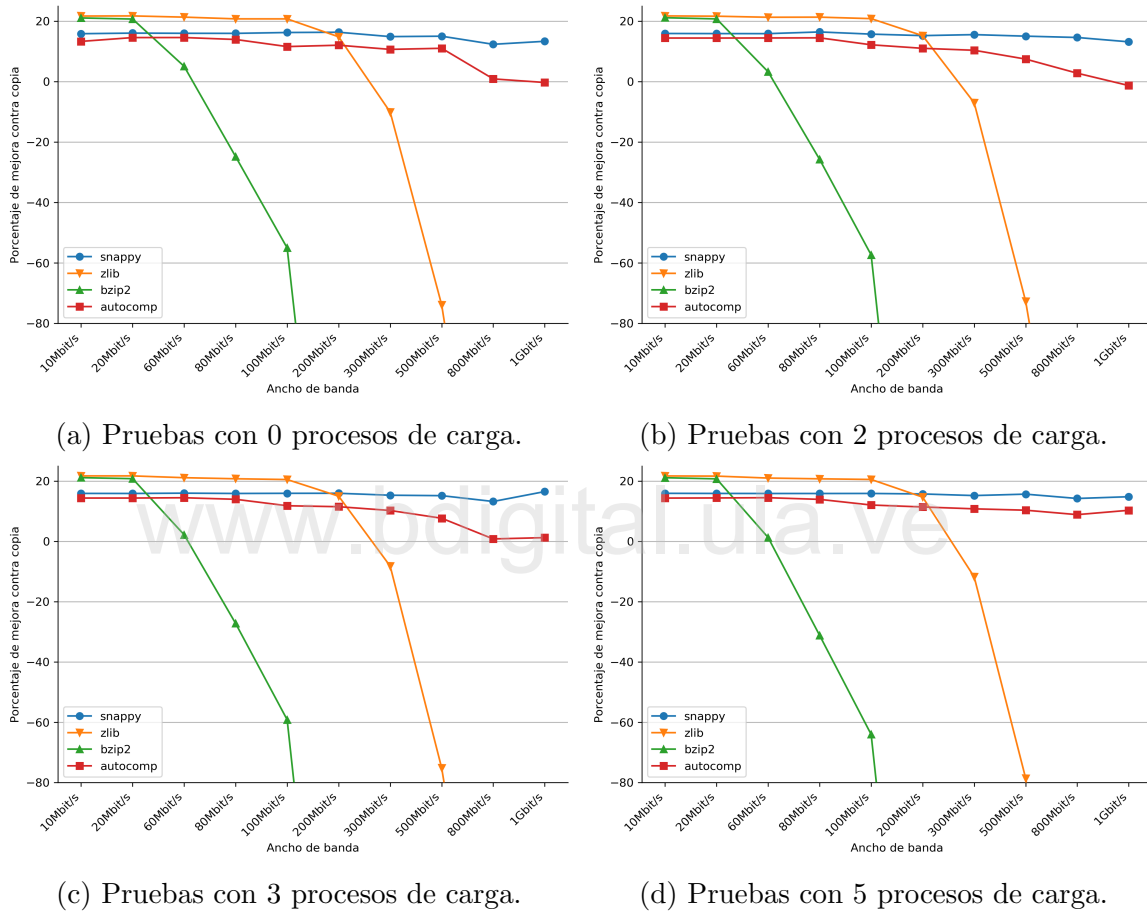 Porcentaje de mejora contra copia
20
0
−20
−40
−60
−80
snappy
zlib
bzip2
autocomp
10Mbit/s
20Mbit/s
60Mbit/s
80Mbit/s
100Mbit/s
200Mbit/s
300Mbit/s
500Mbit/s
800Mbit/s
1Gbit/s
Ancho de banda
(a) Pruebas con 0 procesos de carga.
Porcentaje de mejora contra copia
20
0
−20
−40
−60
−80
snappy
zlib
bzip2
autocomp
10Mbit/s
20Mbit/s
60Mbit/s
80Mbit/s
100Mbit/s
200Mbit/s
300Mbit/s
500Mbit/s
800Mbit/s
1Gbit/s
Ancho de banda
(b) Pruebas con 2 procesos de carga.
Porcentaje de mejora contra copia
20
0
−20
−40
−60
−80
snappy
zlib
bzip2
autocomp
10Mbit/s
20Mbit/s
60Mbit/s
80Mbit/s
100Mbit/s
200Mbit/s
300Mbit/s
500Mbit/s
800Mbit/s
1Gbit/s
Ancho de banda
(c) Pruebas con 3 procesos de carga.
Porcentaje de mejora contra copia
20
0
−20
−40
−60
−80
snappy
zlib
bzip2
autocomp
10Mbit/s
20Mbit/s
60Mbit/s
80Mbit/s
100Mbit/s
200Mbit/s
300Mbit/s
500Mbit/s
800Mbit/s
1Gbit/s
Ancho de banda
(d) Pruebas con 5 procesos de carga.
www.bdigital.ula.ve